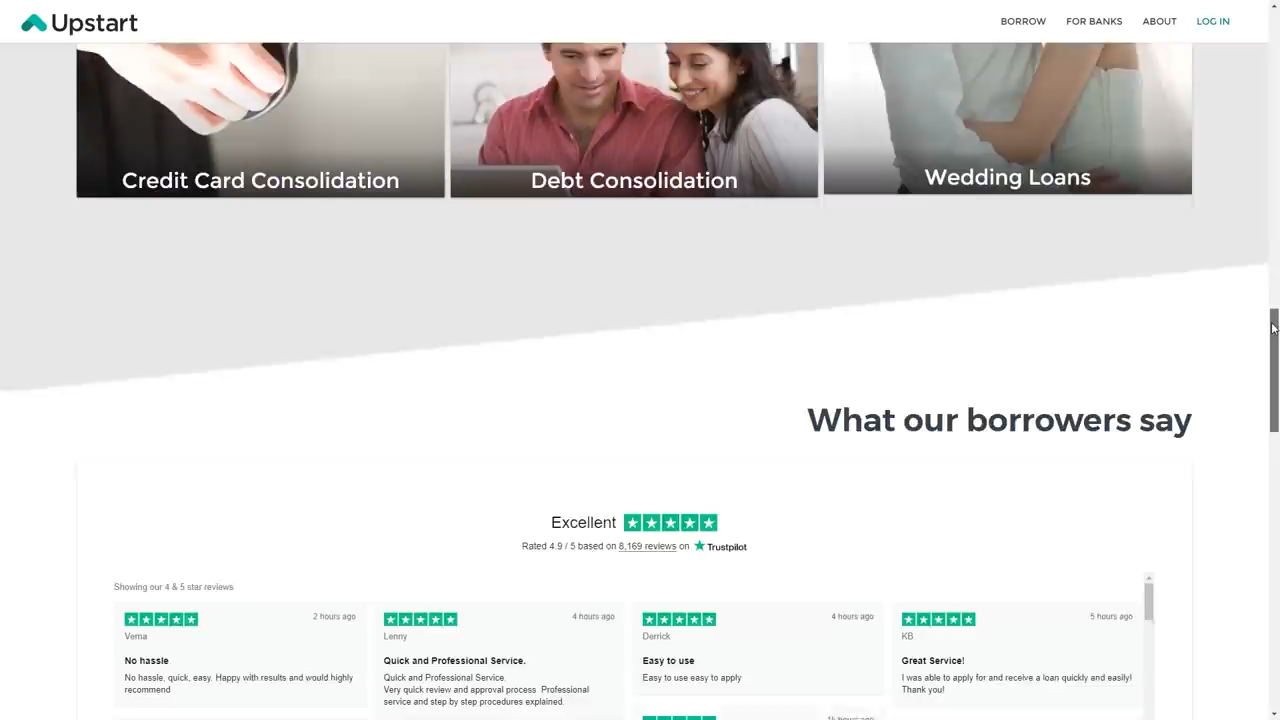 Upstart
BORROW FOR BANKS ABOUT LOG IN
Credit Card Consolidation
Debt Consolidation
Wedding Loans
What our borrowers say
Excellent
Rated 4.9 / 5 based on 8,169 reviews on Trustpilot
Showing our 4 & 5 star reviews
2 hours ago
Verna
No hassle
No hassle, quick, easy. Happy with results and would highly
recommend
4 hours ago
Lenny
Quick and Professional Service.
Quick and Professional Service.
Very quick review and approval process Professional
service and step by step procedures explained.
4 hours ago
Derrick
Easy to use
Easy to use easy to apply
5 hours ago
KB
Great Service!
I was able to apply for and receive a loan quickly and easily!
Thank you!